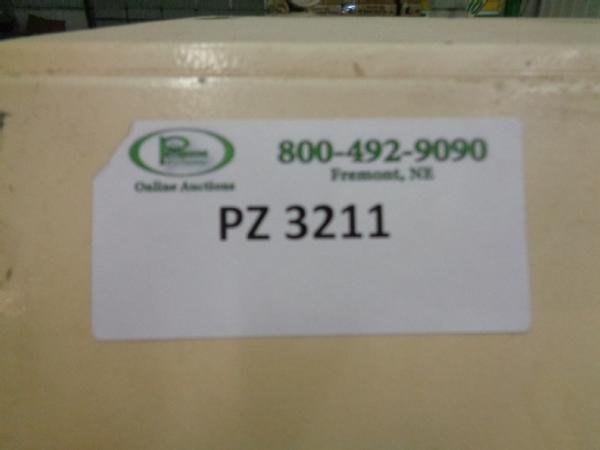 800-492-9090
Fremont, NE
Online Auctions
PZ 3211